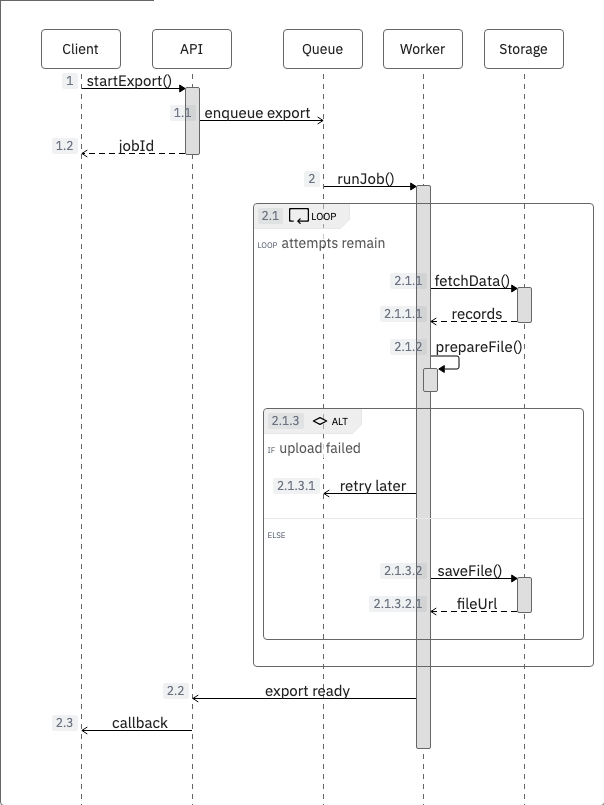 Client API Queue Worker Storage
1 startExport()
1.1 enqueue export
1.2 jobId
2 runJob()
2.1 LOOP
LOOP attempts remain
2.1.1 fetchData()
2.1.1.1 records
2.1.2 prepareFile()
2.1.3 ALT
IF upload failed
2.1.3.1 retry later
ELSE
2.1.3.2 saveFile()
2.1.3.2.1 fileUrl
2.2 export ready
2.3 callback